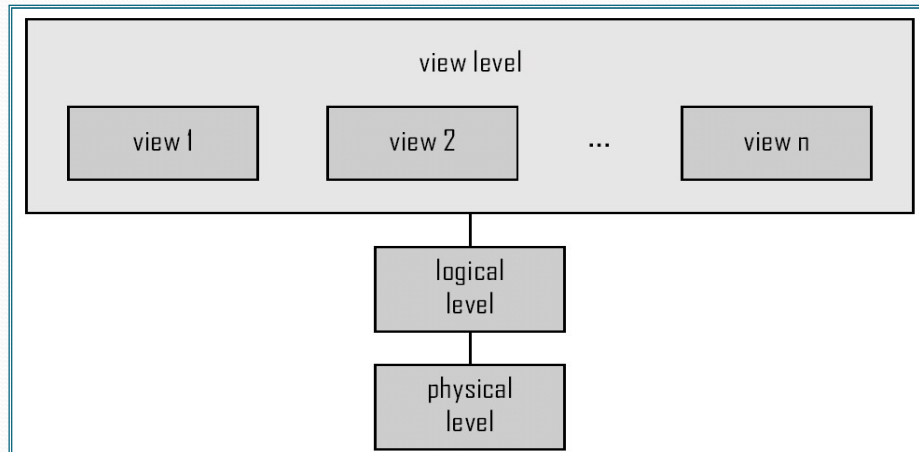 view level
view 1
view 2
...
view n
logical
level
physical
level